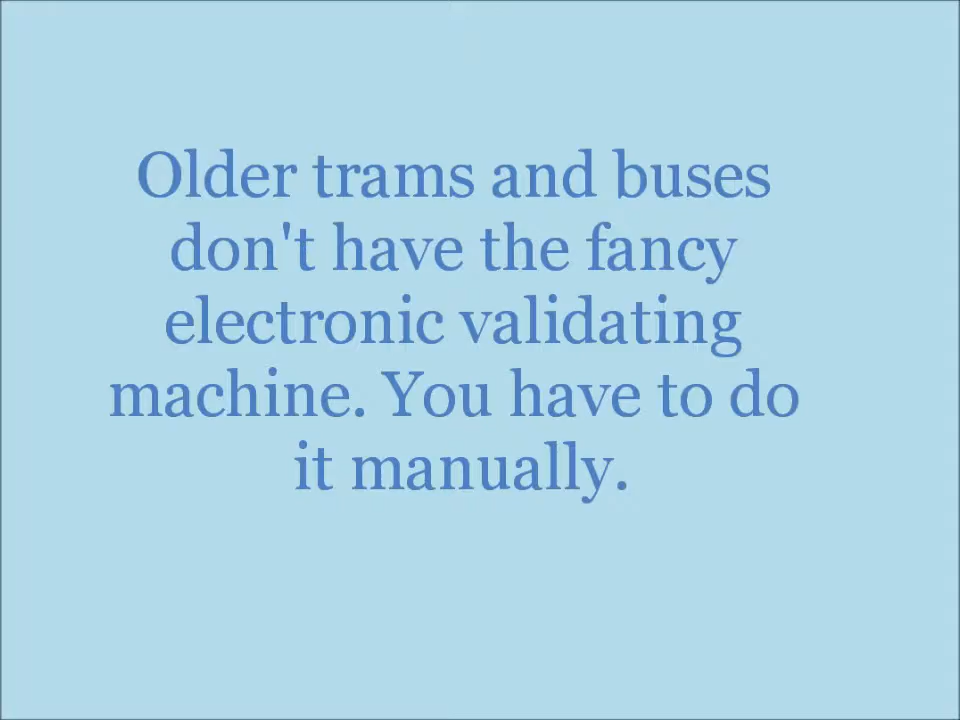 Older trams and buses
don't have the fancy
electronic validating
machine. You have to do
it manually.